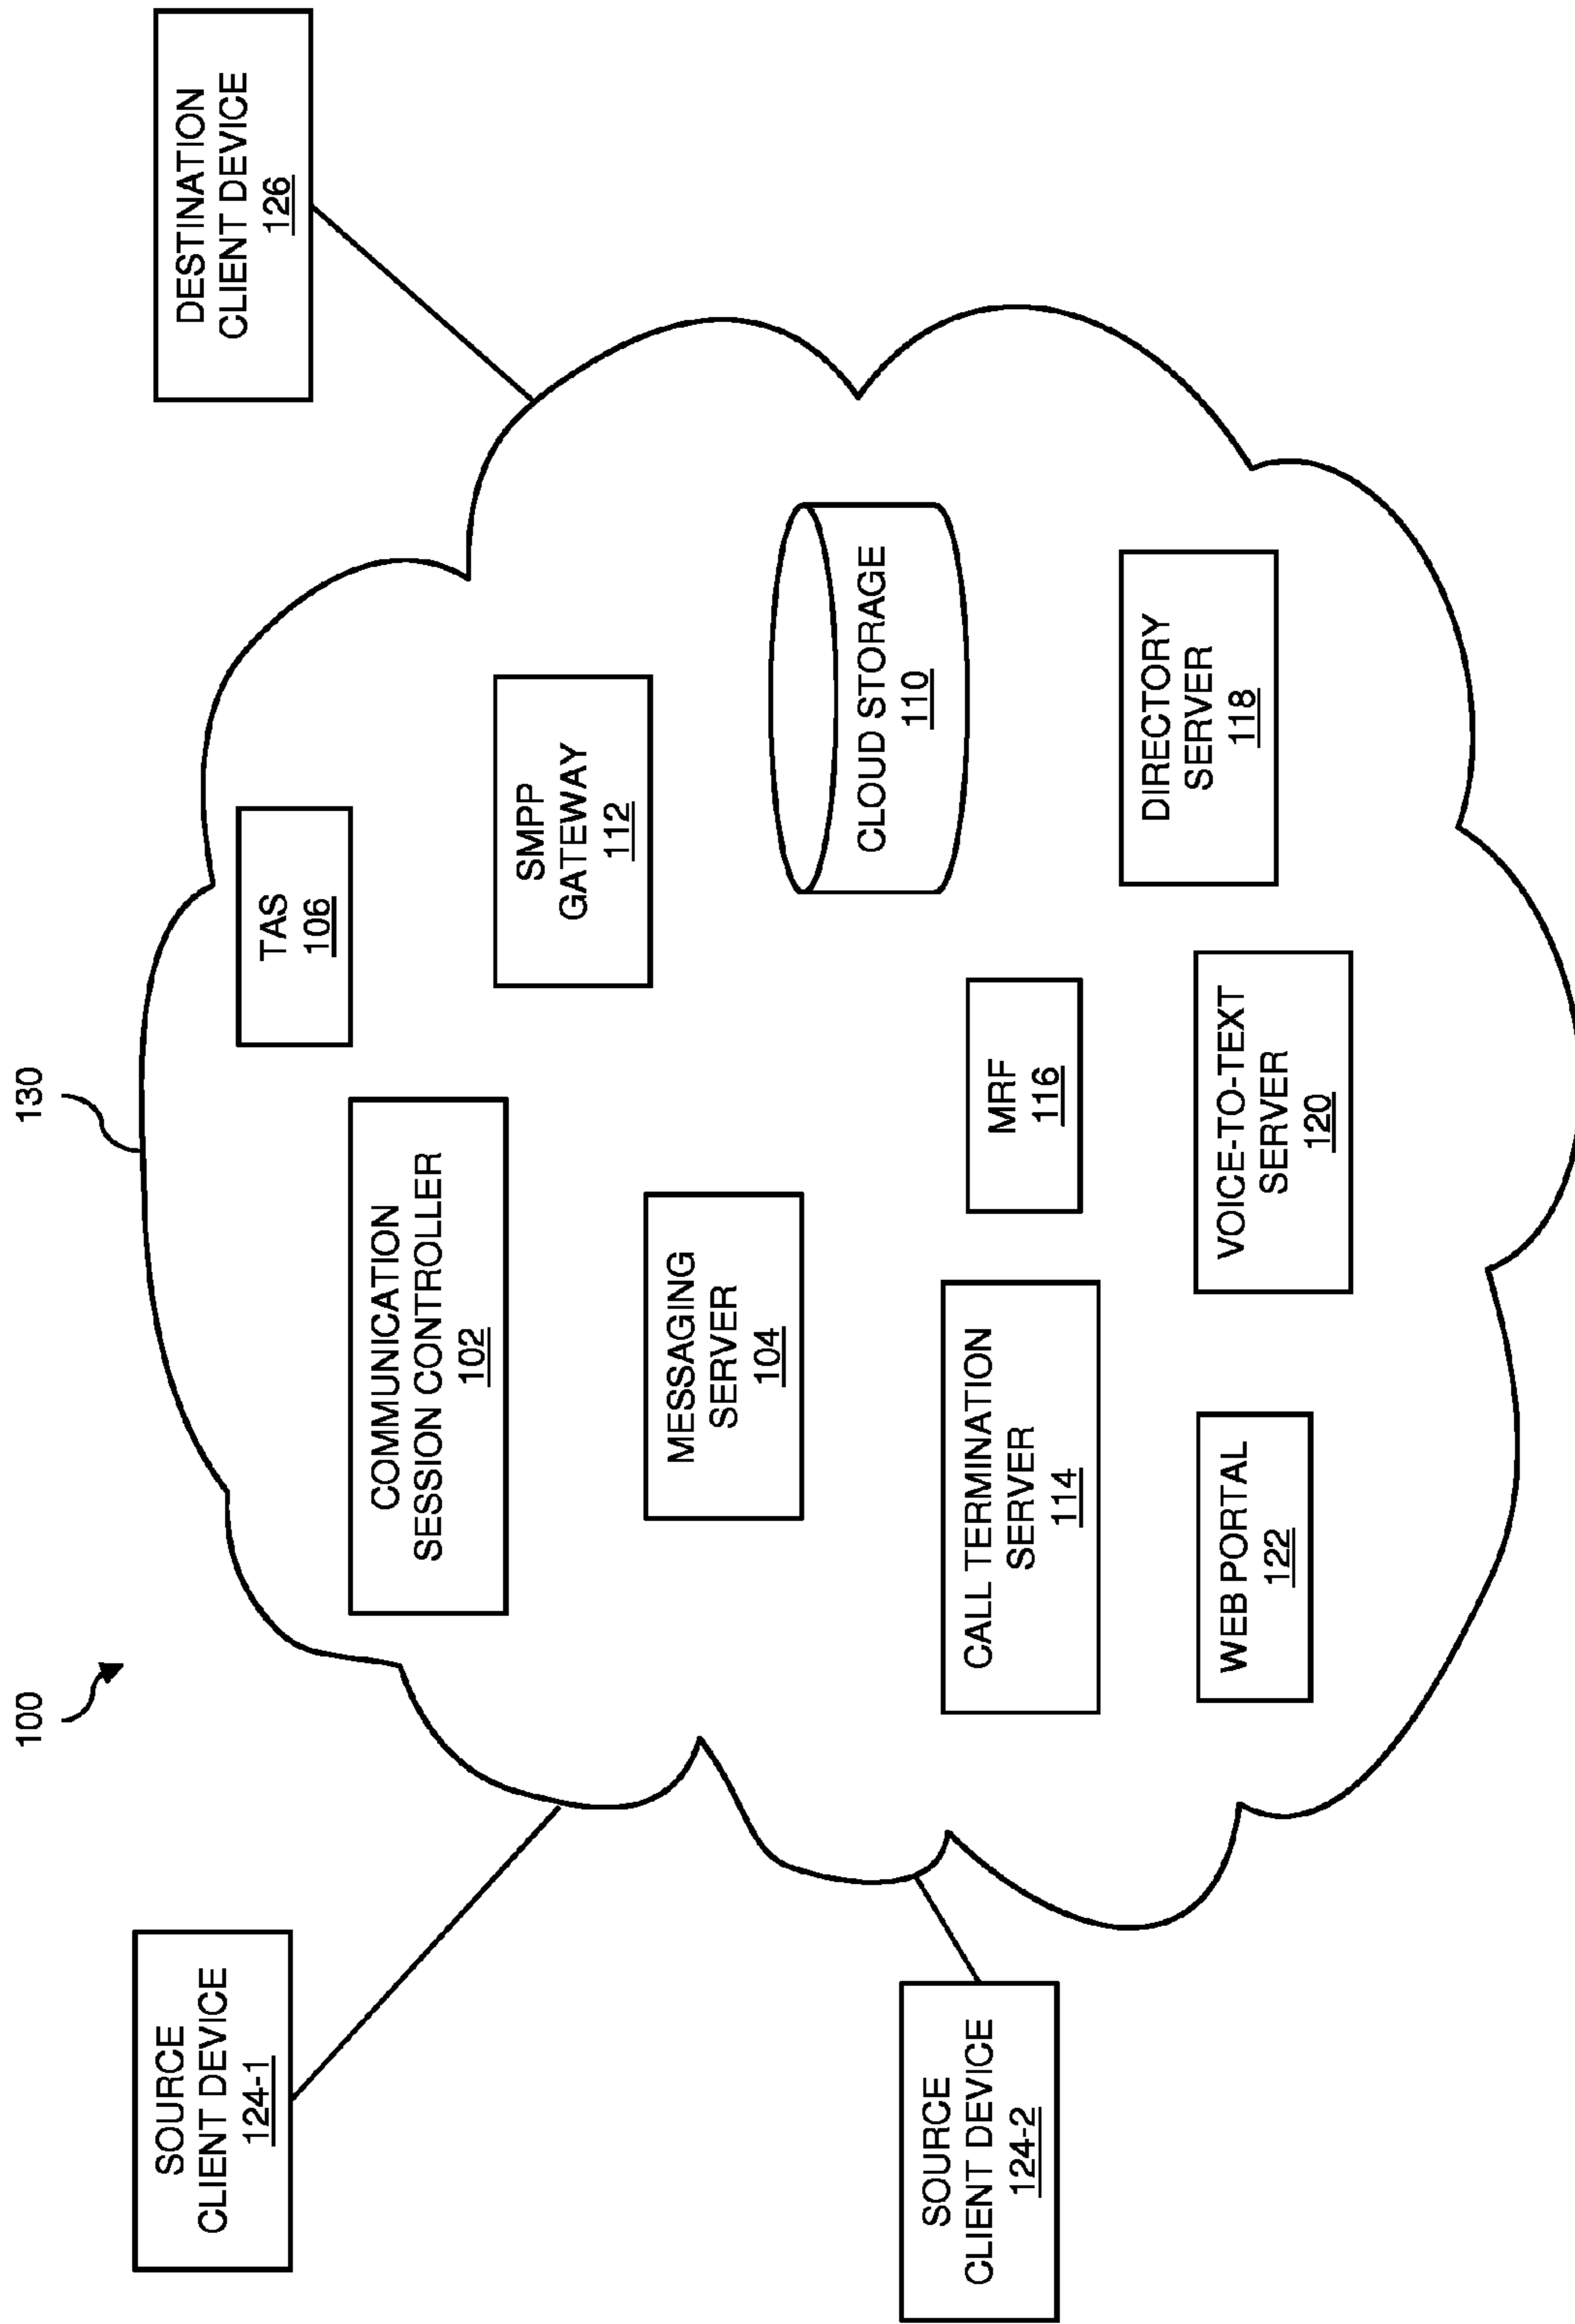 100
130
SOURCE
CLIENT DEVICE
124-1
DESTINATION
CLIENT DEVICE
126
TAS
106
COMMUNICATION
SESSION CONTROLLER
102
SMPP
GATEWAY
112
MESSAGING
SERVER
104
CLOUD STORAGE
110
SOURCE
CLIENT DEVICE
124-2
CALL TERMINATION
SERVER
114
MRF
116
DIRECTORY
SERVER
118
WEB PORTAL
122
VOICE-TO-TEXT
SERVER
120